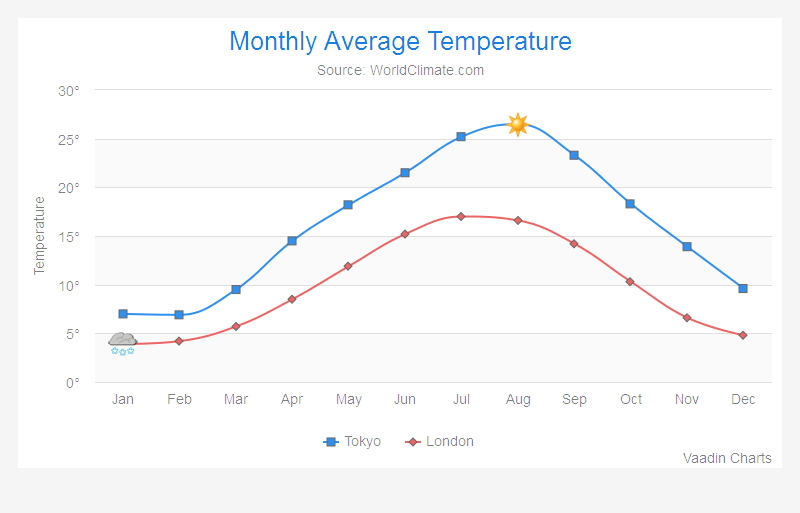 Monthly Average Temperature
Source: WorldClimate.com
30°
25°
20°
15°
10°
5°
0°
Temperature
Jan Feb Mar Apr May Jun Jul Aug Sep Oct Nov Dec
Tokyo London
Vaadin Charts